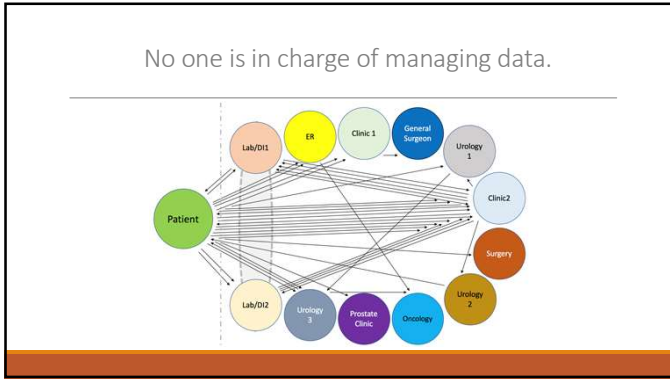 No one is in charge of managing data.
Lab/DI1
ER
Clinic 1
General
Surgeon
Urology
1
Clinic2
Patient
Surgery
Lab/DI2
Urology
3
Prostate
Clinic
Oncology
Urology
2